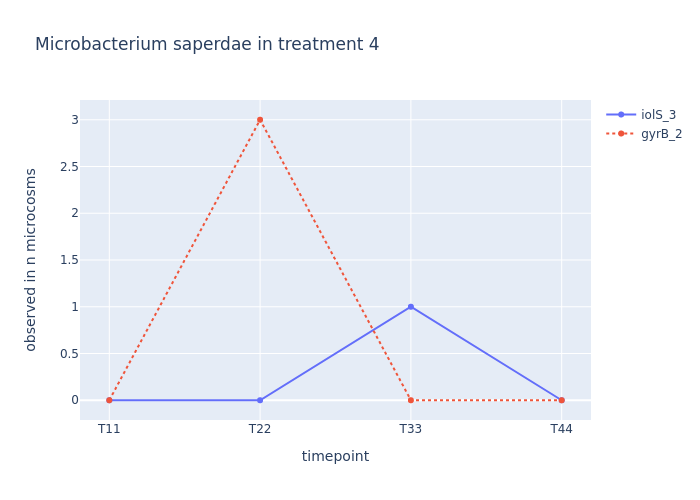 Microbacterium saperdae in treatment 4
iolS_3
gyrB_2
observed in n microcosms
3
2.5
2
1.5
1
0.5
0
T11 T22 T33 T44
timepoint